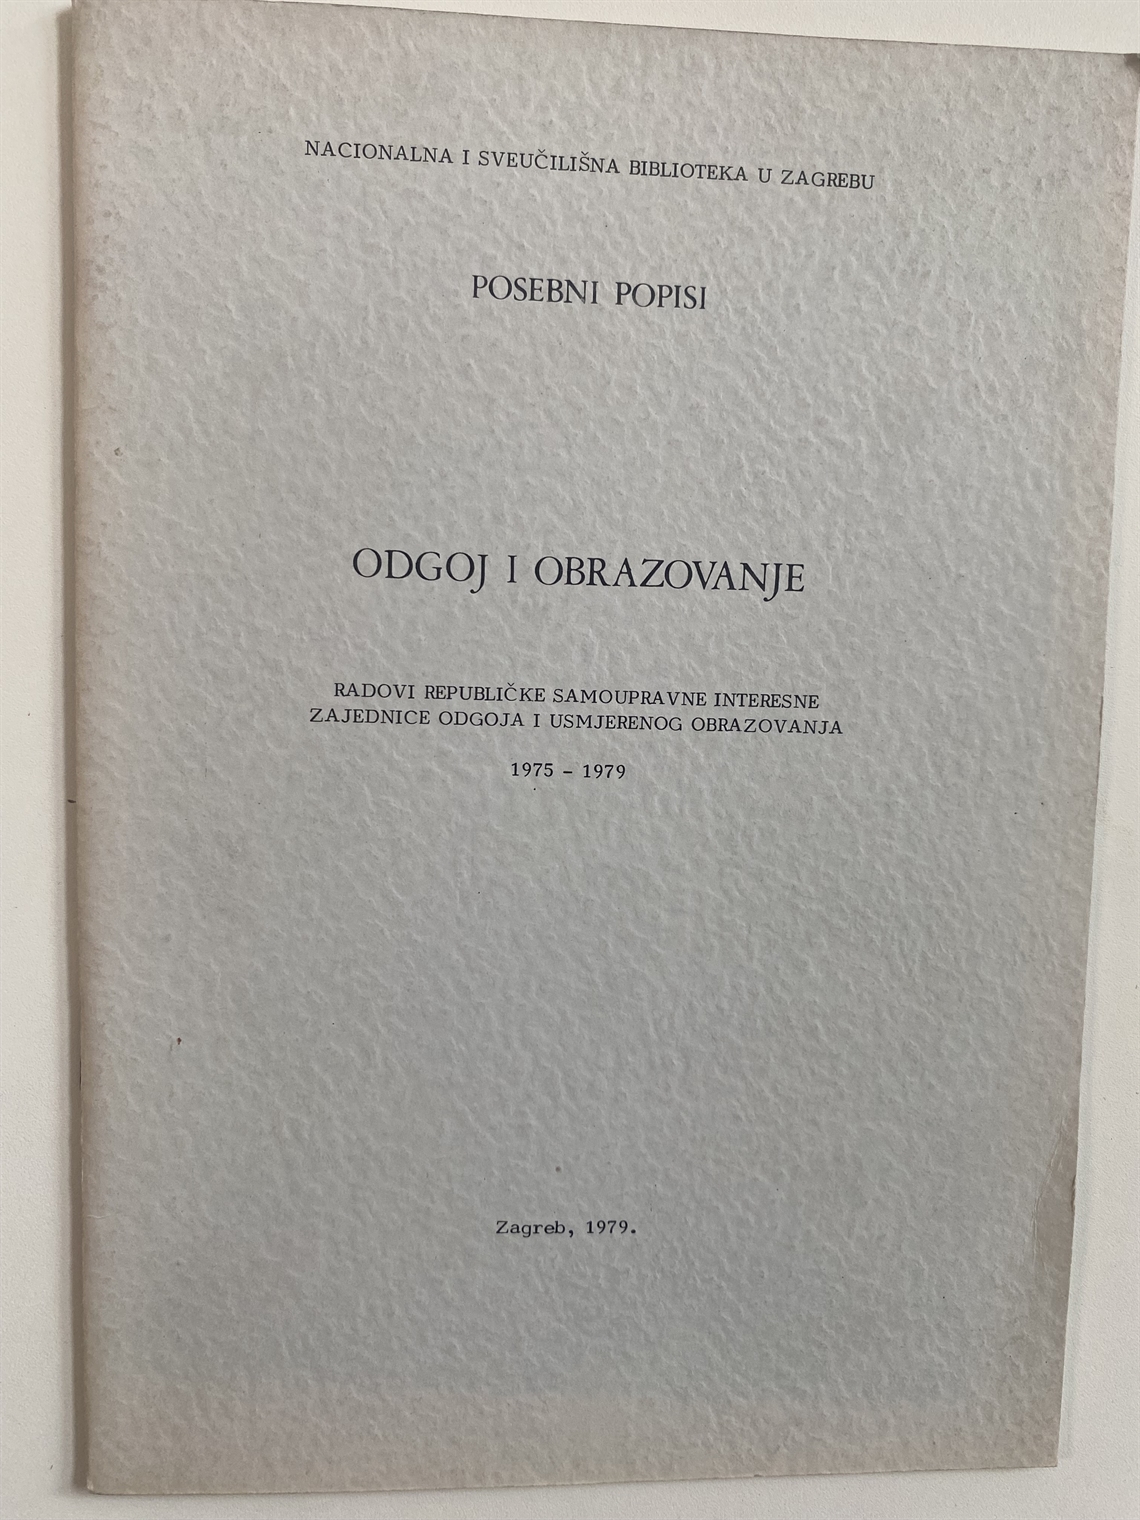 NACIONALNA I SVEUČILIŠNA BIBLIOTEKA U ZAGREBU
POSEBNI POPISI
ODGOJ I OBRAZOVANJE
RADOVI REPUBLIČKE SAMOUPRAVNE INTERESNE
ZAJEDNICE ODGOJA I USMJERENOG OBRAZOVANJA
1975 - 1979
Zagreb, 1979.